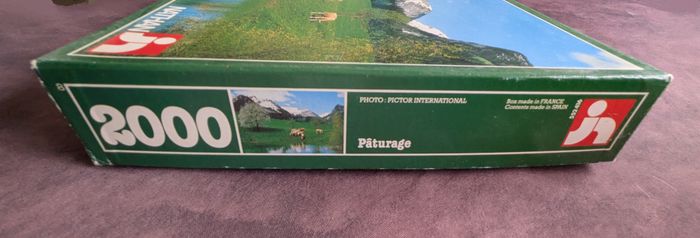 2000
PHOTO: PICTOR INTERNATIONAL
Pâturage
Box made in FRANCE
Contents made in SPAIN